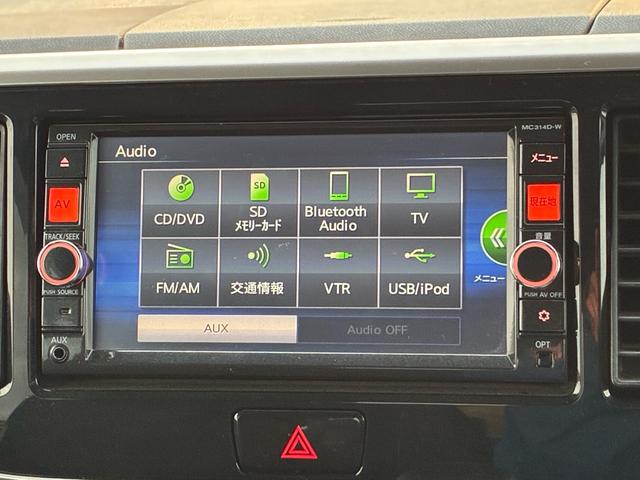 OPEN
MC314D-W
Audio
メニュー
AV
現在地
SD
CD/DVD
SD
メモリーカード
Bluetooth
Audio
TV
TRACK/SEEK
音量
FM/AM
交通情報
VTR
USB/iPod
メニュー
PUSH SOURCE
PUSH AV OFF
AUX
Audio OFF
AUX
OPT